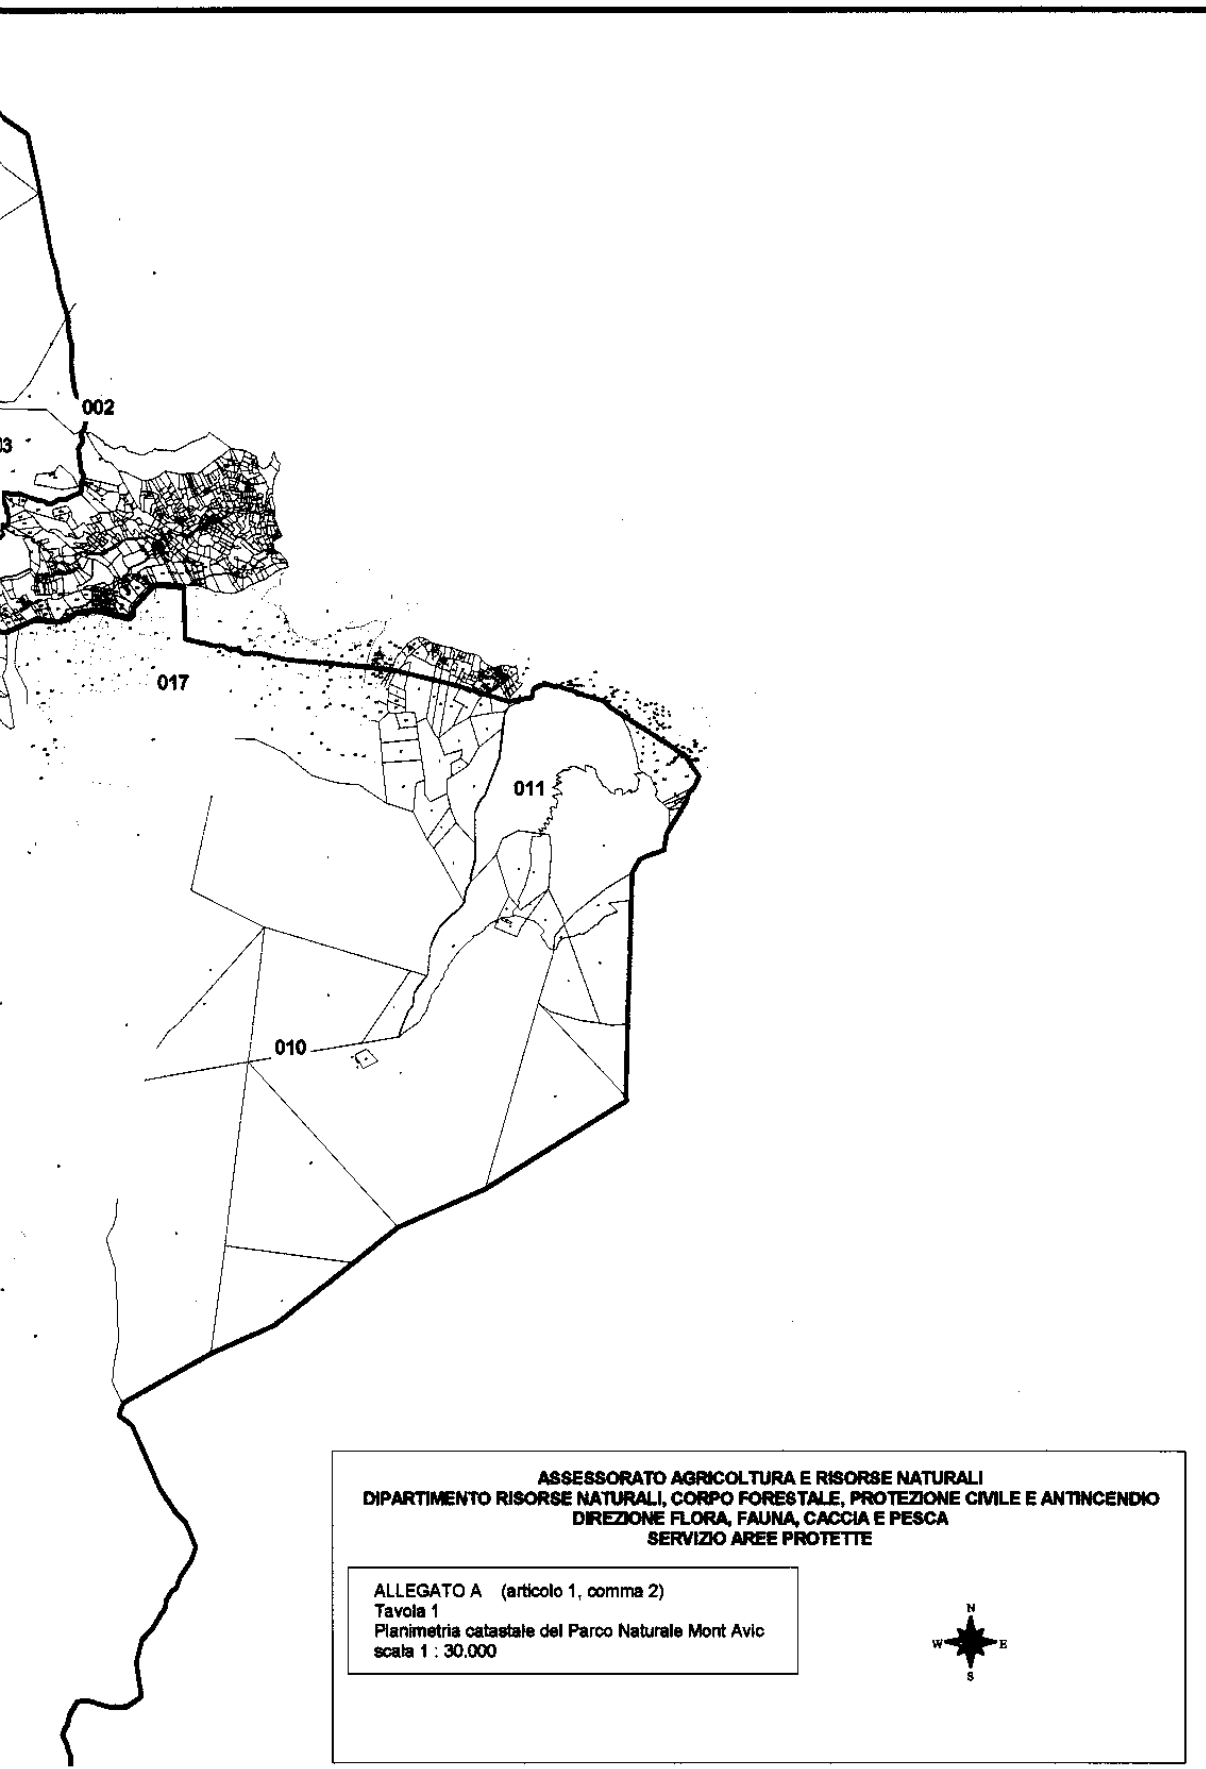 002
017
011
010
ASSESSORATO AGRICOLTURA E RISORSE NATURALI
DIPARTIMENTO RISORSE NATURALI, CORPO FORESTALE, PROTEZIONE CIVILE E ANTINCENDIO
DIREZIONE FLORA, FAUNA, CACCIA E PESCA
SERVIZIO AREE PROTETTE
ALLEGATO A (articolo 1, comma 2)
Tavola 1
Planimetria catastale del Parco Naturale Mont Avic
scala 1 : 30.000
N
W E
S